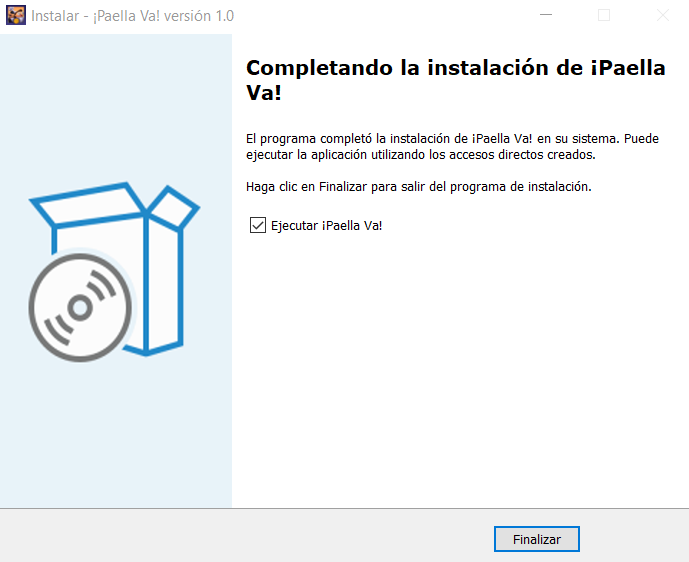 Instalar - ¡Paella Va! versión 1.0
Completando la instalación de ¡Paella
Va!
El programa completó la instalación de ¡Paella Va! en su sistema. Puede
ejecutar la aplicación utilizando los accesos directos creados.
Haga clic en Finalizar para salir del programa de instalación.
Ejecutar ¡Paella Va!
Finalizar